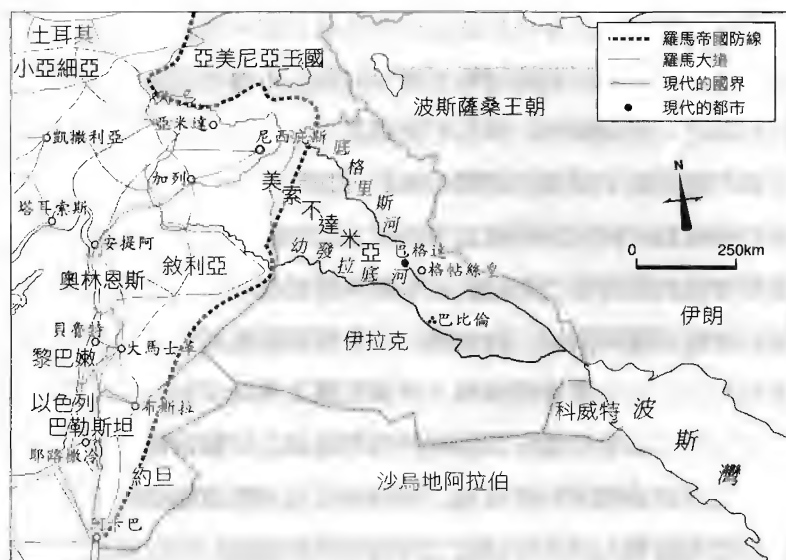 土耳其
小亞細亞
亞美尼亞王國
羅馬帝國防線
羅馬大道
現代的國界
現代的都市
波斯薩桑王朝
亞米達
凱撒利亞
尼西庇斯
底格里斯河
加列
美索不達米亞
塔耳索斯
安提阿
敘利亞
幼發拉底河
巴格達
格帖絲皇
N
0 250km
奧林恩斯
貝魯特
大馬士革
黎巴嫩
伊拉克
巴比倫
伊朗
以色列
布斯拉
巴勒斯坦
耶路撒冷
科威特
波斯灣
約旦
沙烏地阿拉伯
阿卡巴